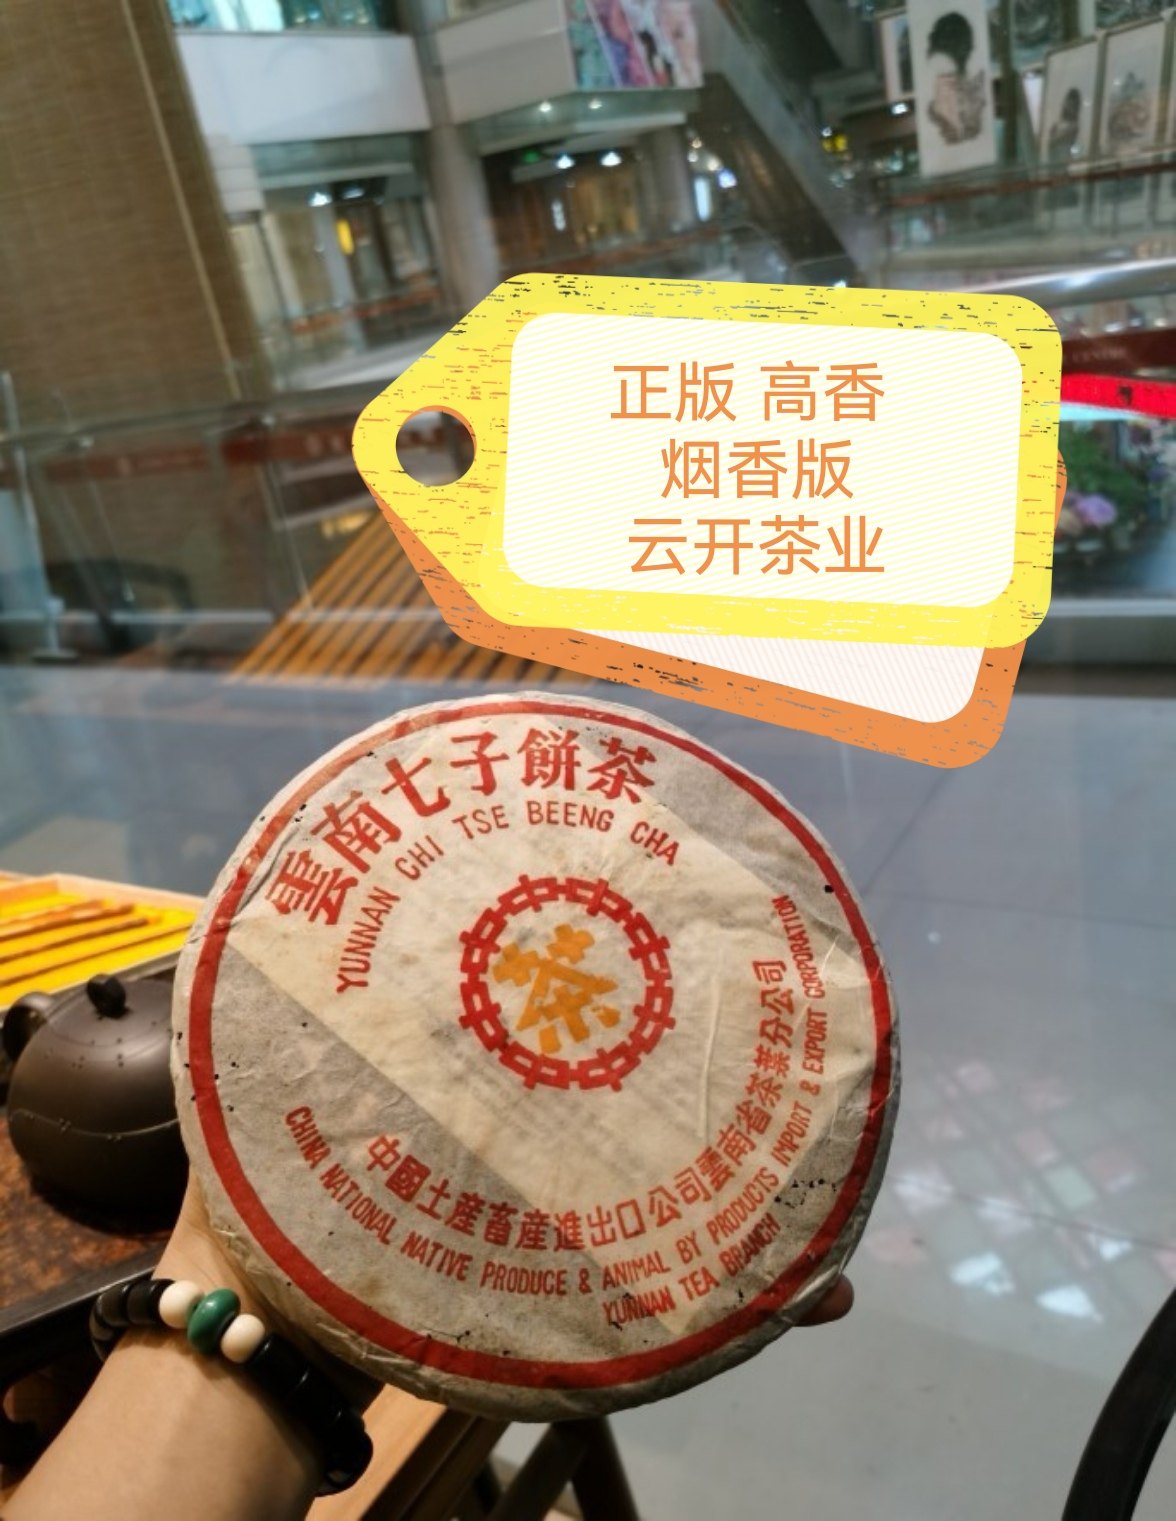 正版 高香
烟香版
云开茶业
雲南七子餅茶
YUNNAN CHI TSE BEENG CHA
茶
中國土產畜產進出口公司雲南省茶葉分公司
CHINA NATIONAL NATIVE PRODUCE & ANIMAL BY PRODUCTS IMPORT & EXPORT CORPORATION
YUNNAN TEA BRANCH